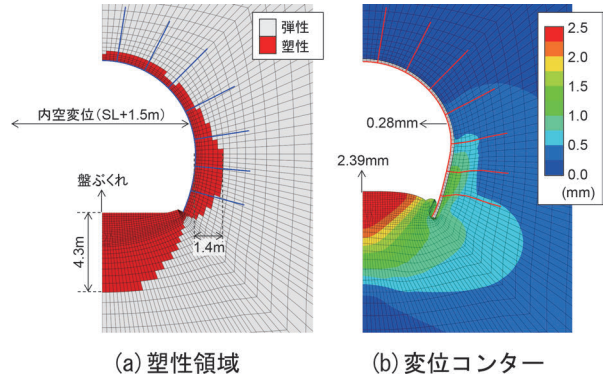 弾性
塑性
内空変位(SL+1.5m)
盤ぶくれ
4.3m
1.4m
(a) 塑性領域
2.5
2.0
1.5
1.0
0.5
0.0
(mm)
0.28mm
2.39mm
(b) 変位コンター